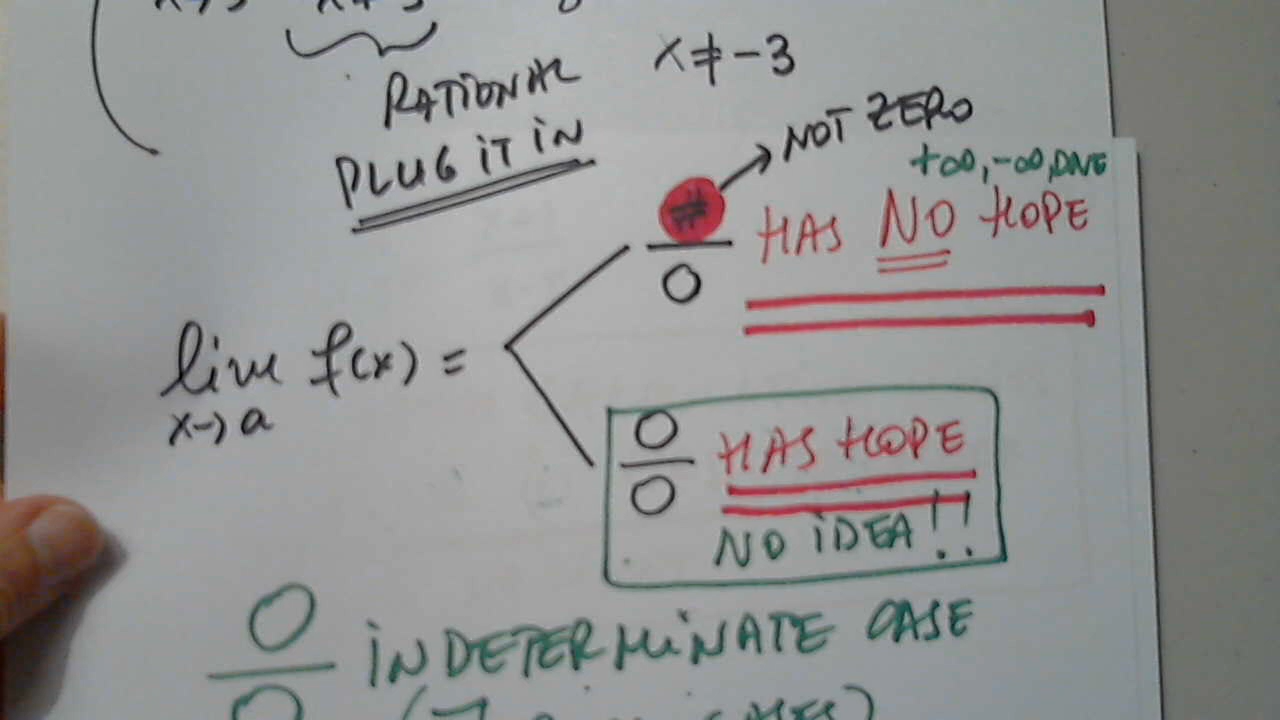 RATIONAL x ≠ -3
PLUG iT iN
→ NOT ZERO
+∞, -∞, DNE
#/0 HAS NO HOPE
lim f(x) =
x→a
0/0 HAS HOPE
NO iDEA!!
0/0 iNDETERMiNATE CASE